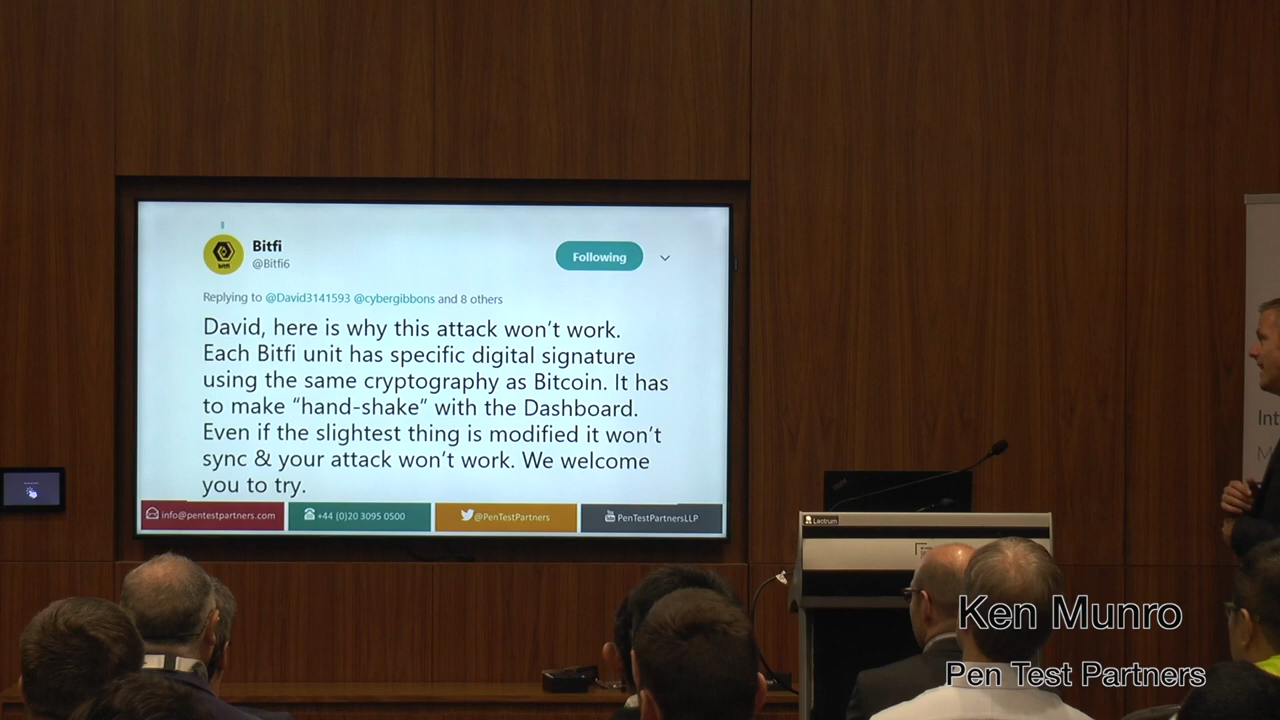 Bitfi
@Bitfi6
Following
Replying to @David3141593 @cybergibbons and 8 others
David, here is why this attack won't work.
Each Bitfi unit has specific digital signature
using the same cryptography as Bitcoin. It has
to make “hand-shake” with the Dashboard.
Even if the slightest thing is modified it won't
sync & your attack won't work. We welcome
you to try.
info@pentestpartners.com
+44 (0)20 3095 0500
@PenTestPartners
PenTestPartnersLLP
Lectrum
Int
M
Ken Munro
Pen Test Partners